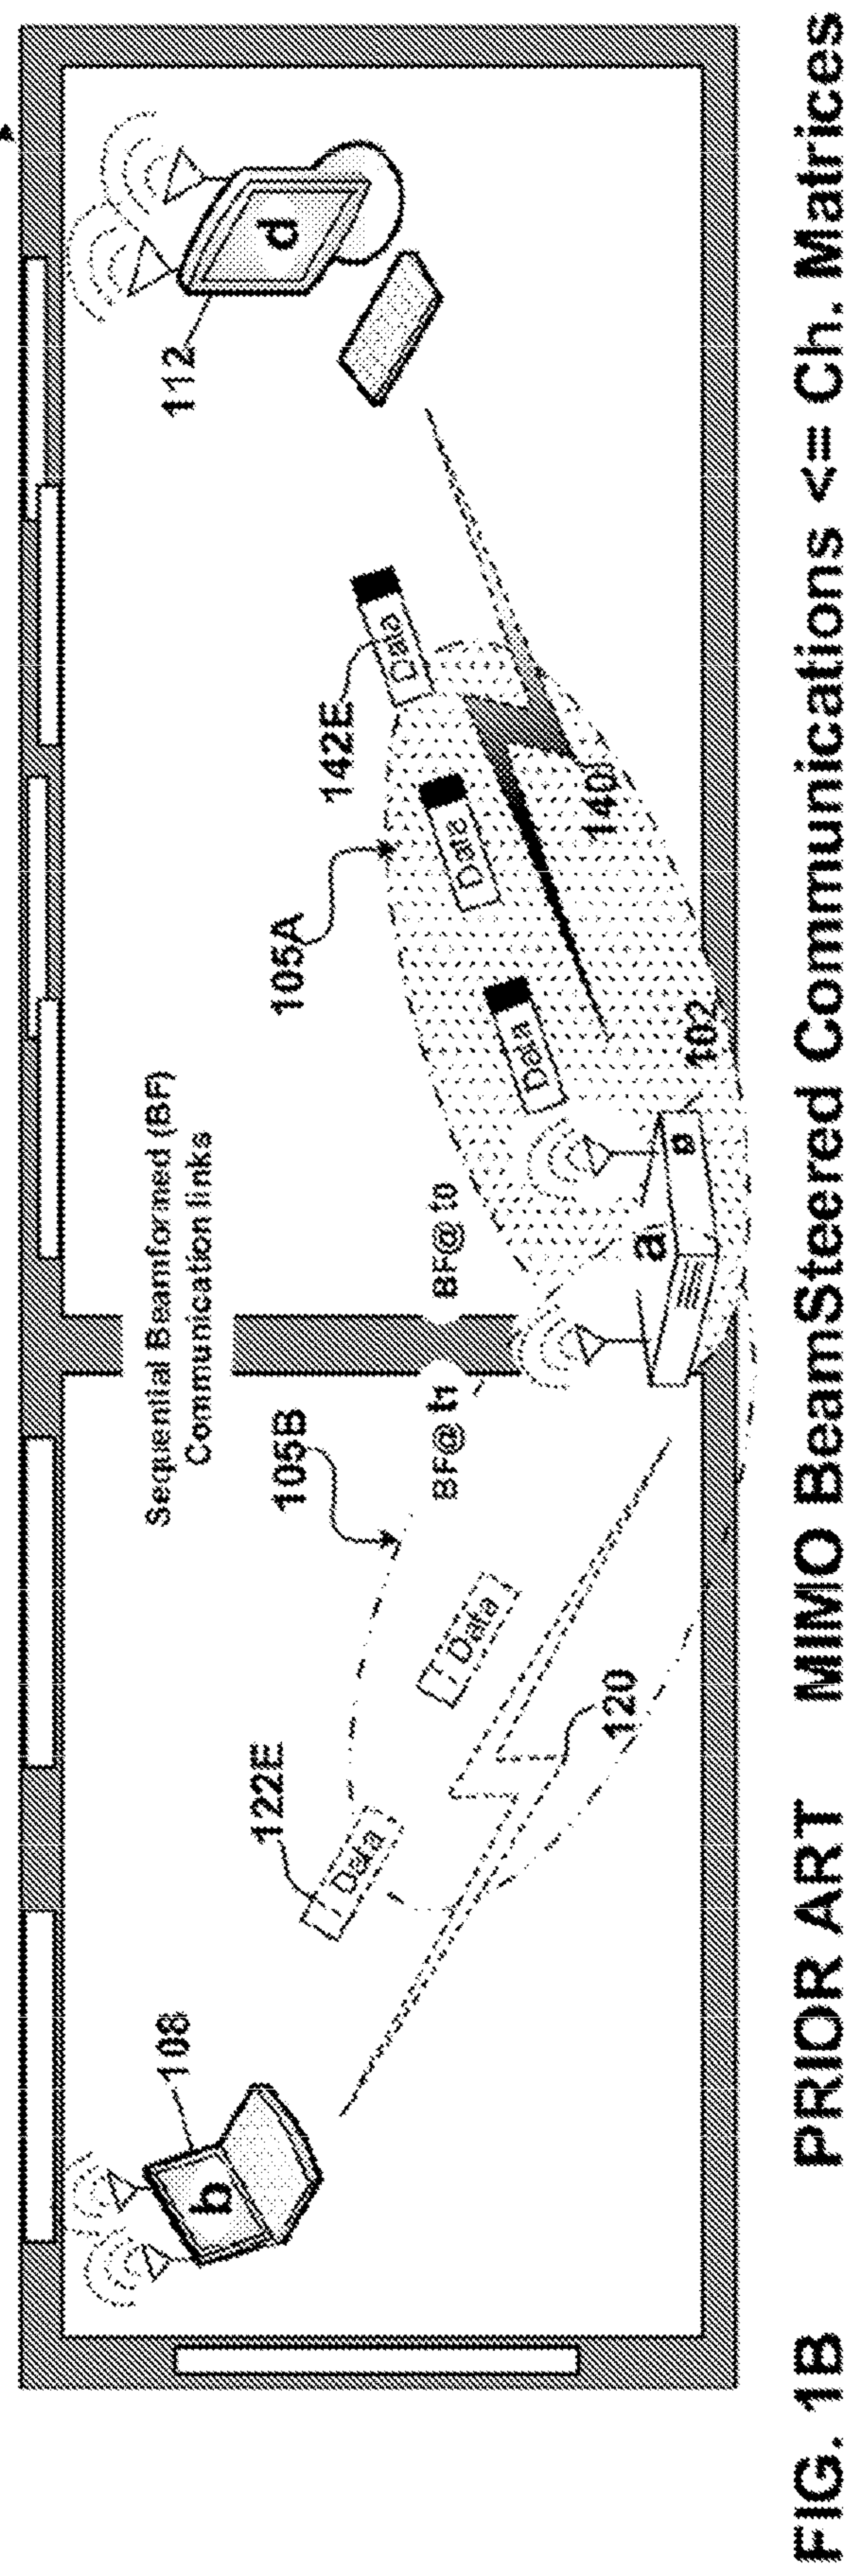 Sequential Beamformed (BF)
Communication links
112
142E
105A
105B
122E
108
BF@ t1
BF@ t0
Data
Data
Data
Data
Data
140
120
102
a
a
b
d
FIG. 1B PRIOR ART MIMO BeamSteered Communications <= Ch. Matrices